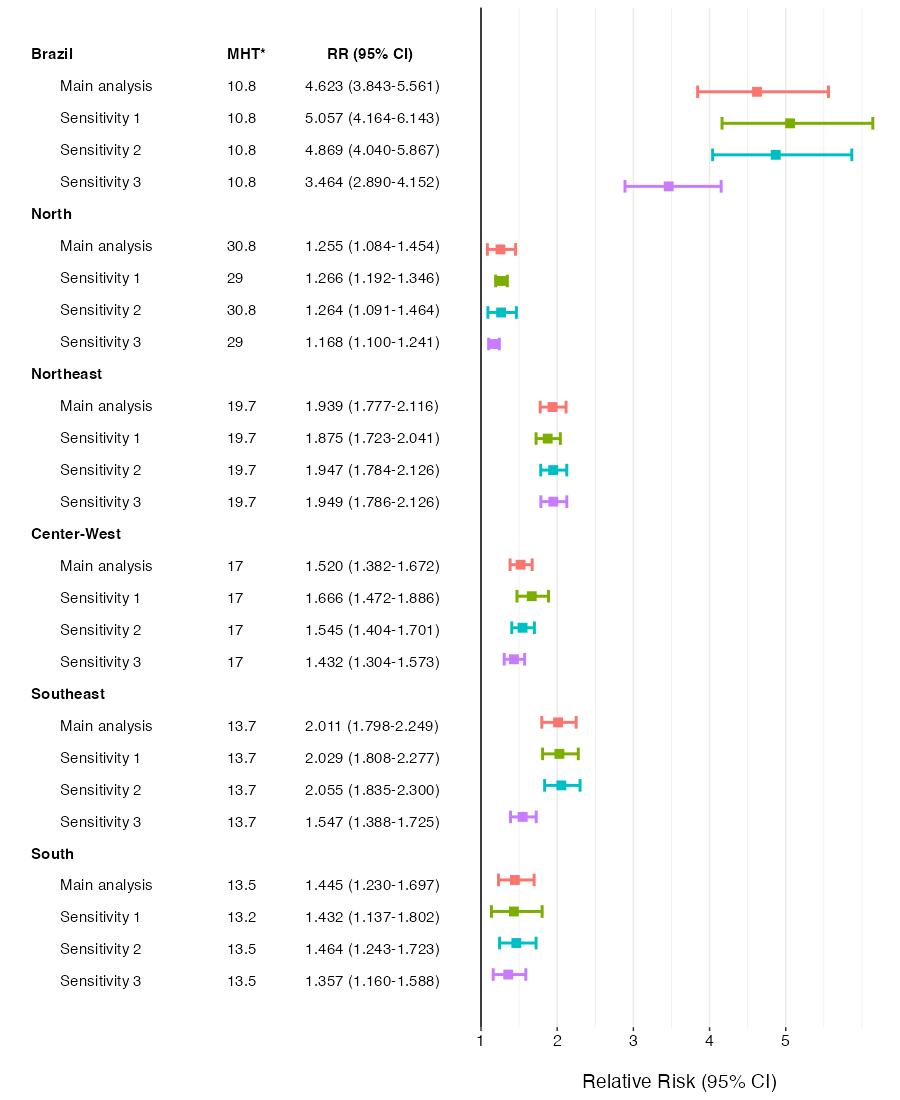 Brazil MHT* RR (95% CI)
Main analysis 10.8 4.623 (3.843-5.561)
Sensitivity 1 10.8 5.057 (4.164-6.143)
Sensitivity 2 10.8 4.869 (4.040-5.867)
Sensitivity 3 10.8 3.464 (2.890-4.152)
North
Main analysis 30.8 1.255 (1.084-1.454)
Sensitivity 1 29 1.266 (1.192-1.346)
Sensitivity 2 30.8 1.264 (1.091-1.464)
Sensitivity 3 29 1.168 (1.100-1.241)
Northeast
Main analysis 19.7 1.939 (1.777-2.116)
Sensitivity 1 19.7 1.875 (1.723-2.041)
Sensitivity 2 19.7 1.947 (1.784-2.126)
Sensitivity 3 19.7 1.949 (1.786-2.126)
Center-West
Main analysis 17 1.520 (1.382-1.672)
Sensitivity 1 17 1.666 (1.472-1.886)
Sensitivity 2 17 1.545 (1.404-1.701)
Sensitivity 3 17 1.432 (1.304-1.573)
Southeast
Main analysis 13.7 2.011 (1.798-2.249)
Sensitivity 1 13.7 2.029 (1.808-2.277)
Sensitivity 2 13.7 2.055 (1.835-2.300)
Sensitivity 3 13.7 1.547 (1.388-1.725)
South
Main analysis 13.5 1.445 (1.230-1.697)
Sensitivity 1 13.2 1.432 (1.137-1.802)
Sensitivity 2 13.5 1.464 (1.243-1.723)
Sensitivity 3 13.5 1.357 (1.160-1.588)
1 2 3 4 5
Relative Risk (95% CI)